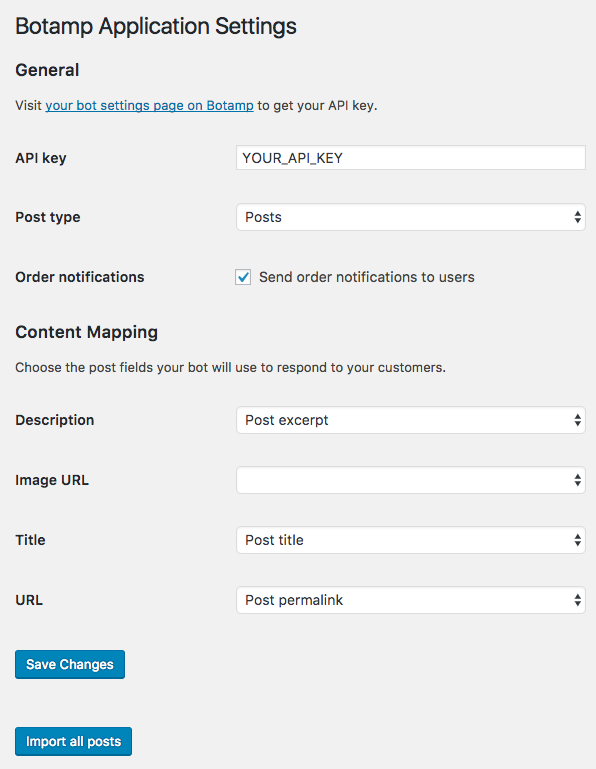 Botamp Application Settings
General
Visit your bot settings page on Botamp to get your API key.
API key YOUR_API_KEY
Post type Posts
Order notifications Send order notifications to users
Content Mapping
Choose the post fields your bot will use to respond to your customers.
Description Post excerpt
Image URL
Title Post title
URL Post permalink
Save Changes
Import all posts